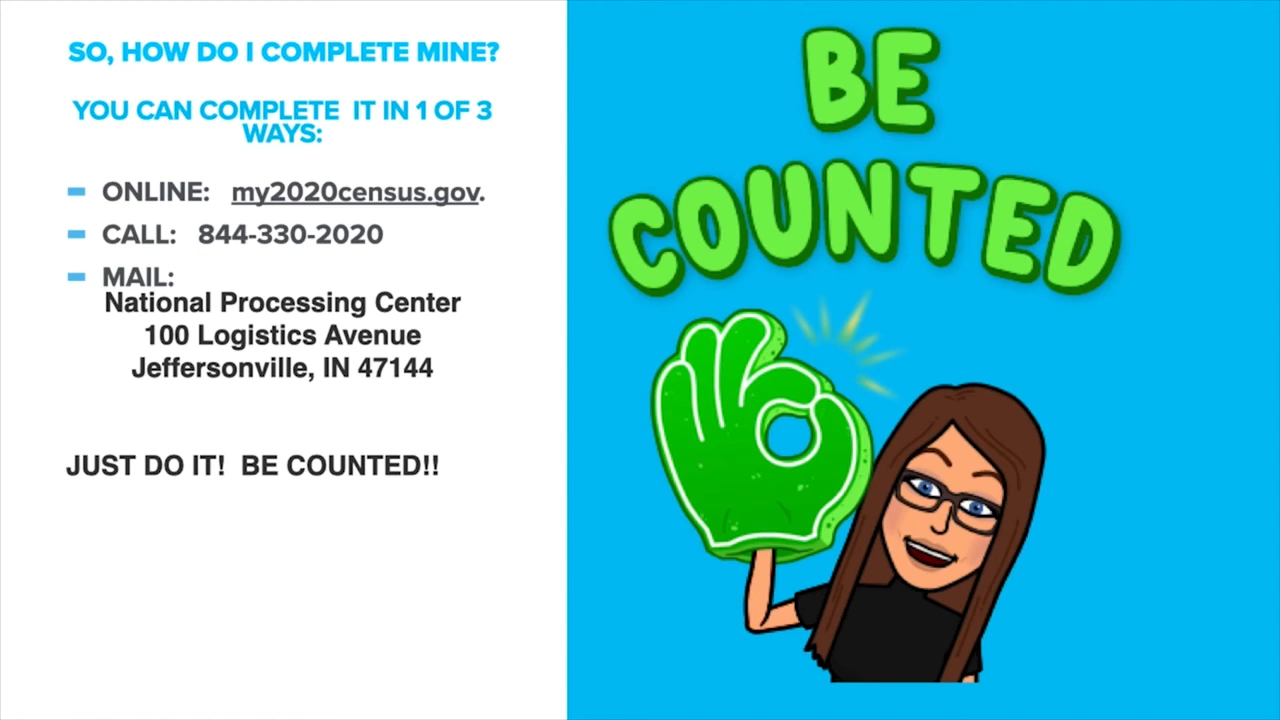 SO, HOW DO I COMPLETE MINE?
YOU CAN COMPLETE IT IN 1 OF 3
WAYS:
ONLINE: my2020census.gov.
CALL: 844-330-2020
MAIL:
National Processing Center
100 Logistics Avenue
Jeffersonville, IN 47144
JUST DO IT! BE COUNTED!!
BE
COUNTED